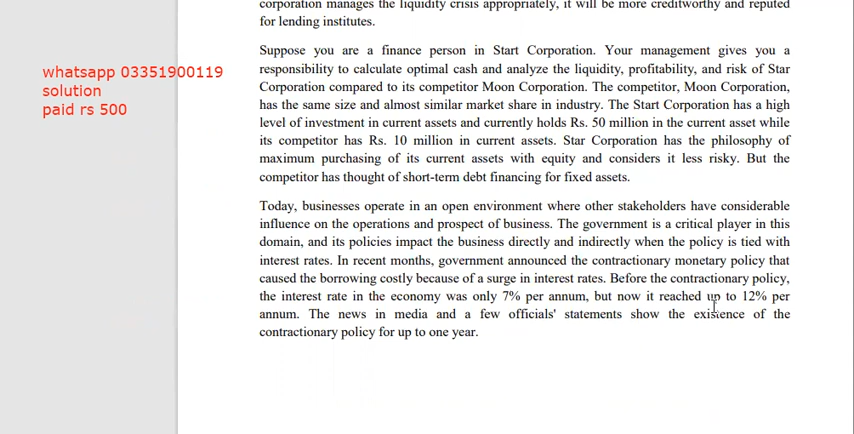 corporation manages the liquidity crisis appropriately, it will be more creditworthy and reputed
for lending institutes.
Suppose you are a finance person in Start Corporation. Your management gives you a
responsibility to calculate optimal cash and analyze the liquidity, profitability, and risk of Star
Corporation compared to its competitor Moon Corporation. The competitor, Moon Corporation,
has the same size and almost similar market share in industry. The Start Corporation has a high
level of investment in current assets and currently holds Rs. 50 million in the current asset while
its competitor has Rs. 10 million in current assets. Star Corporation has the philosophy of
maximum purchasing of its current assets with equity and considers it less risky. But the
competitor has thought of short-term debt financing for fixed assets.
Today, businesses operate in an open environment where other stakeholders have considerable
influence on the operations and prospect of business. The government is a critical player in this
domain, and its policies impact the business directly and indirectly when the policy is tied with
interest rates. In recent months, government announced the contractionary monetary policy that
caused the borrowing costly because of a surge in interest rates. Before the contractionary policy,
the interest rate in the economy was only 7% per annum, but now it reached up to 12% per
annum. The news in media and a few officials' statements show the existence of the
contractionary policy for up to one year.
whatsapp 03351900119
solution
paid rs 500